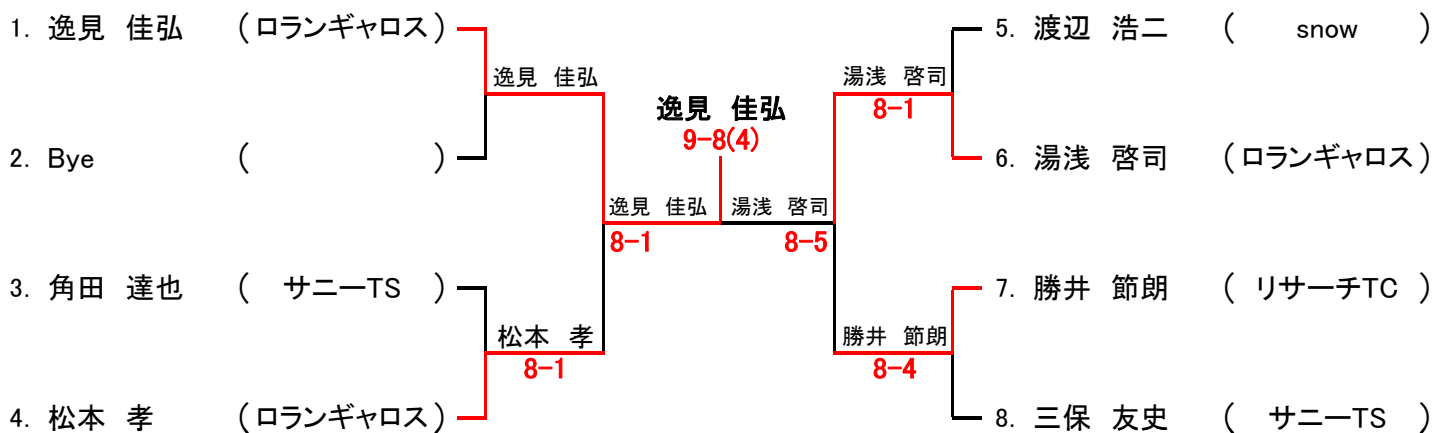 1. 逸見 佳弘 (ロランギャロス)
2. Bye ( )
3. 角田 達也 ( サニーTS )
4. 松本 孝 (ロランギャロス)
逸見 佳弘
松本 孝
8-1
逸見 佳弘
8-1
逸見 佳弘
9-8(4)
湯浅 啓司
8-5
湯浅 啓司
8-1
勝井 節朗
8-4
5. 渡辺 浩二 ( snow )
6. 湯浅 啓司 (ロランギャロス)
7. 勝井 節朗 ( リサーチTC )
8. 三保 友史 ( サニーTS )